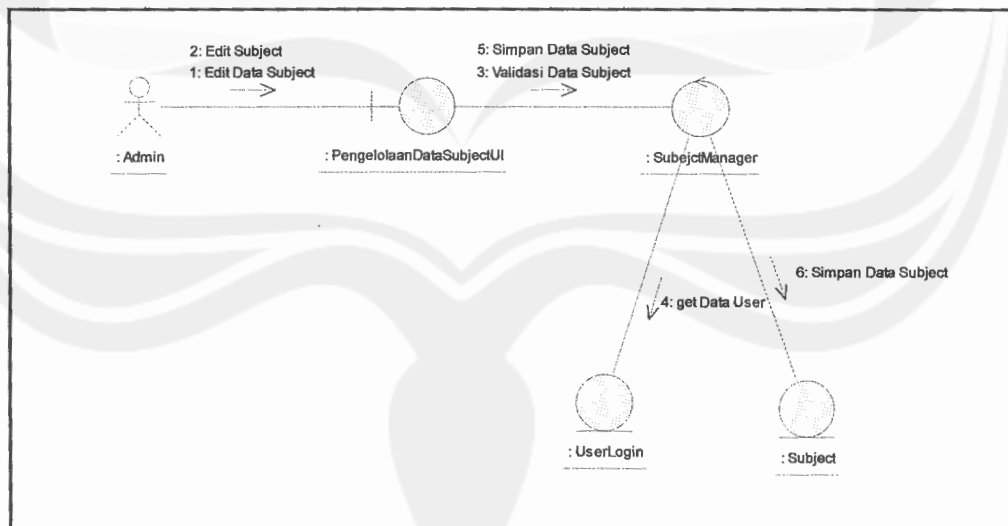 2: Edit Subject
1: Edit Data Subject
5: Simpan Data Subject
3: Validasi Data Subject
: Admin
: PengelolaanDataSubjectUI
: SubejctManager
6: Simpan Data Subject
4: get Data User
: UserLogin
: Subject